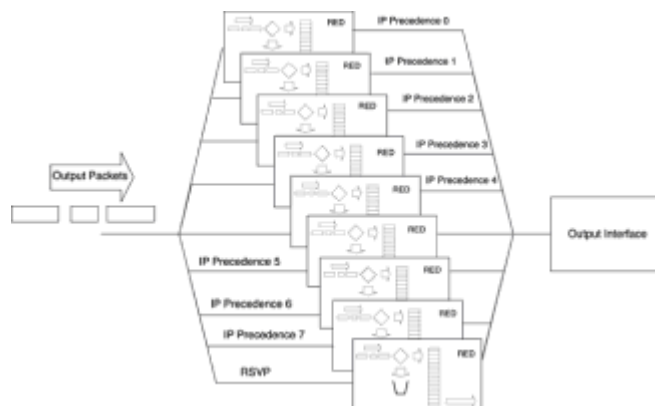 RED
IP Precedence 0
RED
IP Precedence 1
RED
IP Precedence 2
RED
IP Precedence 3
RED
IP Precedence 4
Output Packets
RED
Output Interface
IP Precedence 5
RED
IP Precedence 6
RED
IP Precedence 7
RED
RSVP